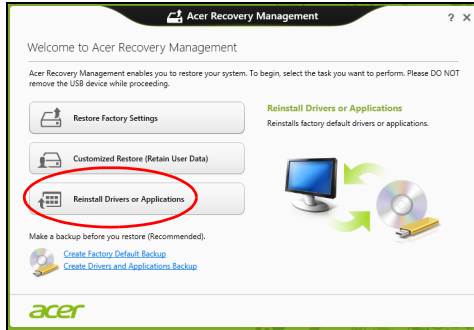 Acer Recovery Management
? X
Welcome to Acer Recovery Management
Acer Recovery Management enables you to restore your system. To begin, select the task you want to perform. Please DO NOT
remove the USB device while proceeding.
Restore Factory Settings
Reinstall Drivers or Applications
Reinstalls factory default drivers or applications.
Customized Restore (Retain User Data)
Reinstall Drivers or Applications
Make a backup before you restore (Recommended).
Create Factory Default Backup
Create Drivers and Applications Backup
acer